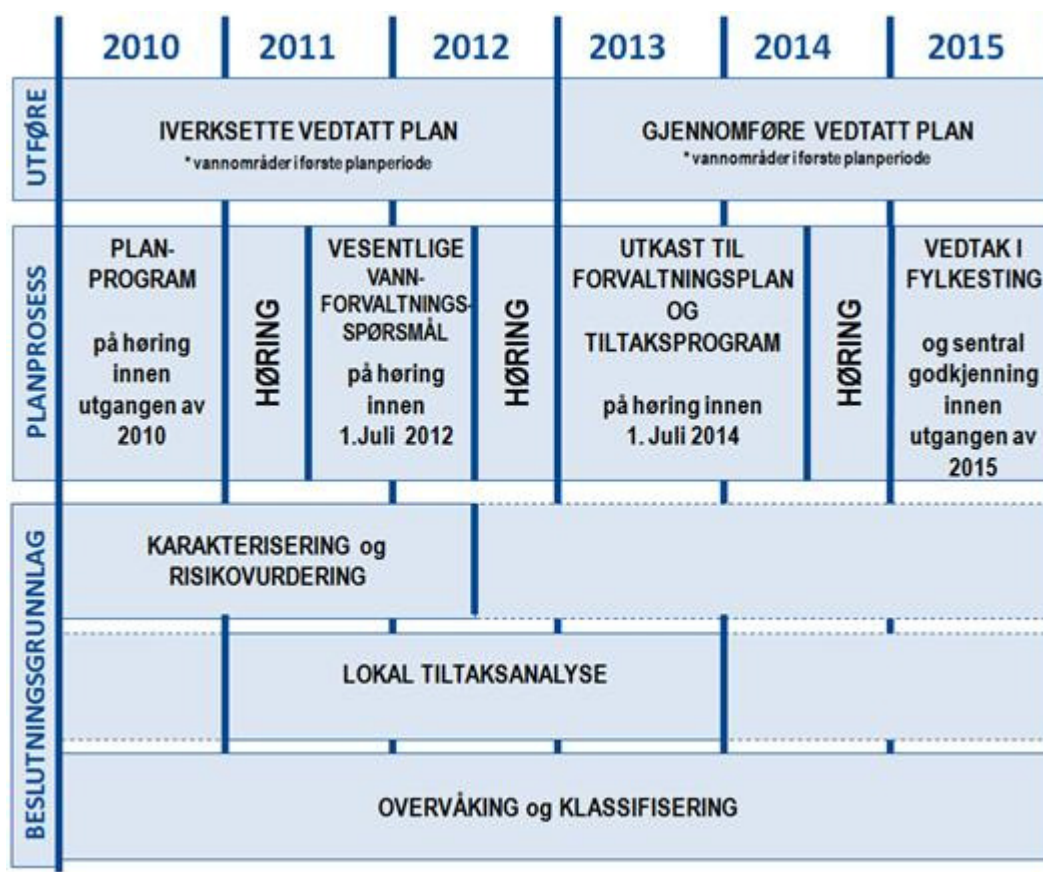 2010 2011 2012 2013 2014 2015
UTFØRE
IVERKSETTE VEDTATT PLAN
* vannområder i første planperiode
GJENNOMFØRE VEDTATT PLAN
* vannområder i første planperiode
PLANPROSESS
PLAN-
PROGRAM
på høring
innen
utgangen av
2010
HØRING
VESENTLIGE
VANN-
FORVALTNINGS-
SPØRSMÅL
på høring
innen
1.Juli 2012
HØRING
UTKAST TIL
FORVALTNINGSPLAN
OG
TILTAKSPROGRAM
på høring innen
1. Juli 2014
HØRING
VEDTAK I
FYLKESTING
og sentral
godkjenning
innen
utgangen av
2015
BESLUTNINGSGRUNNLAG
KARAKTERISERING og
RISIKOVURDERING
LOKAL TILTAKSANALYSE
OVERVÅKING og KLASSIFISERING